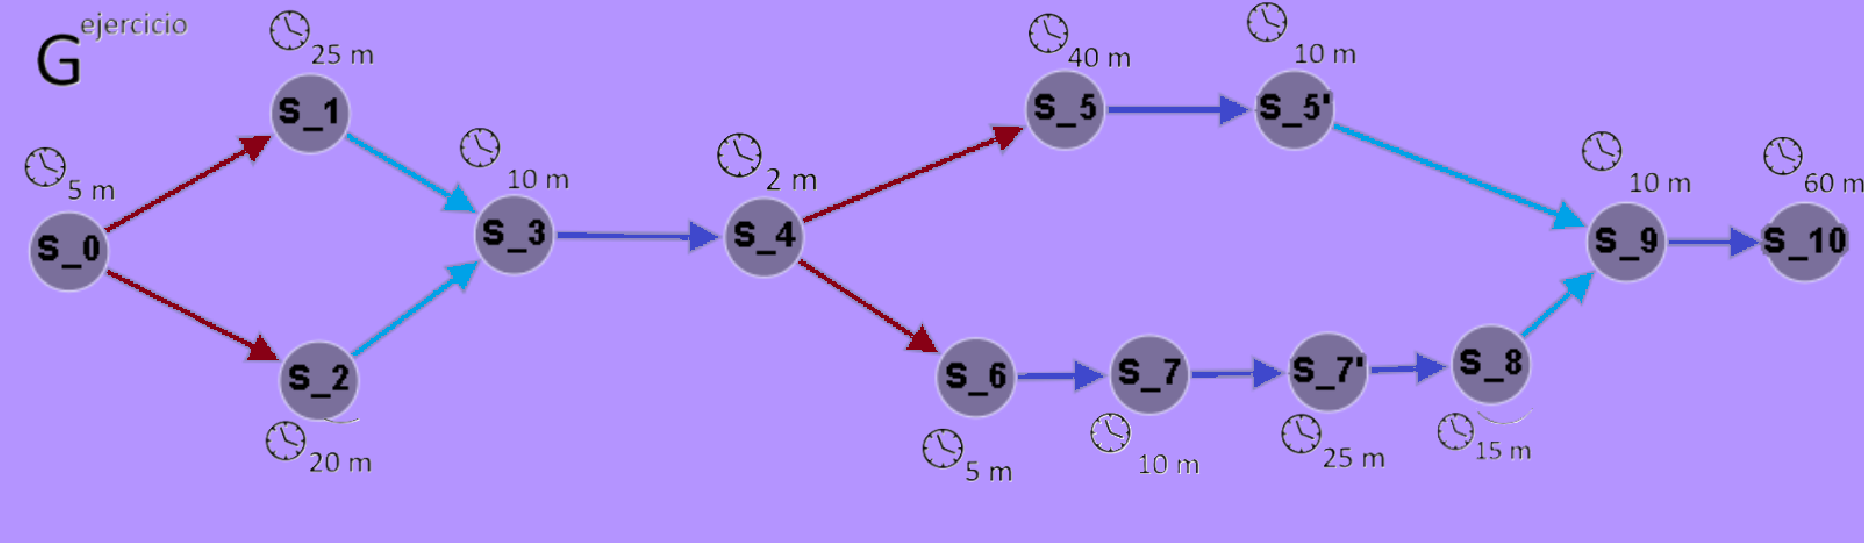 G^ejercicio
25 m
S_1
5 m
S_0
20 m
S_2
10 m
S_3
2 m
S_4
40 m
S_5
10 m
S_5'
S_6
5 m
S_7
10 m
S_7'
25 m
S_8
15 m
10 m
S_9
60 m
S_10